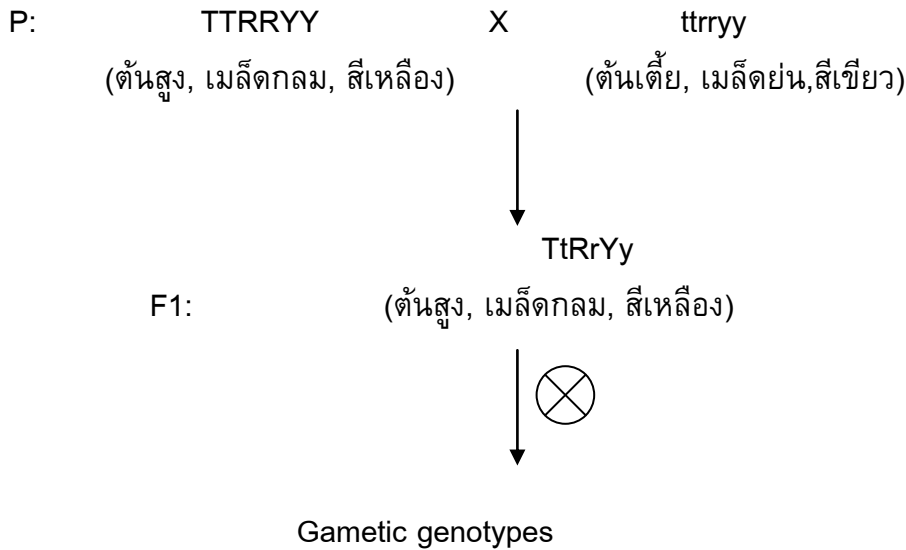 P: TTRRYY X ttrryy
(ต้นสูง, เมล็ดกลม, สีเหลือง) (ต้นเตี้ย, เมล็ดย่น,สีเขียว)
TtRrYy
F1: (ต้นสูง, เมล็ดกลม, สีเหลือง)
Gametic genotypes